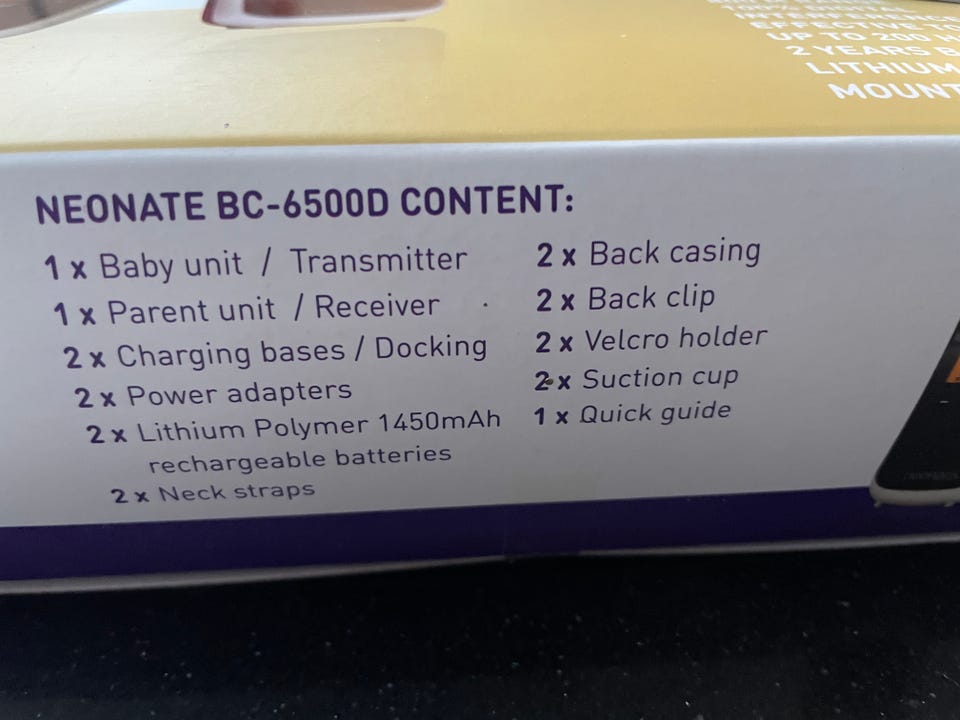 INTERFERENCE
EFFECTIVE
UP TO 200
2 YEARS
LITHIUM
NEONATE BC-6500D CONTENT:
1 x Baby unit / Transmitter
1 x Parent unit / Receiver
2 x Charging bases / Docking
2 x Power adapters
2 x Lithium Polymer 1450mAh
rechargeable batteries
2 x Neck straps
2 x Back casing
2 x Back clip
2 x Velcro holder
2 x Suction cup
1 x Quick guide